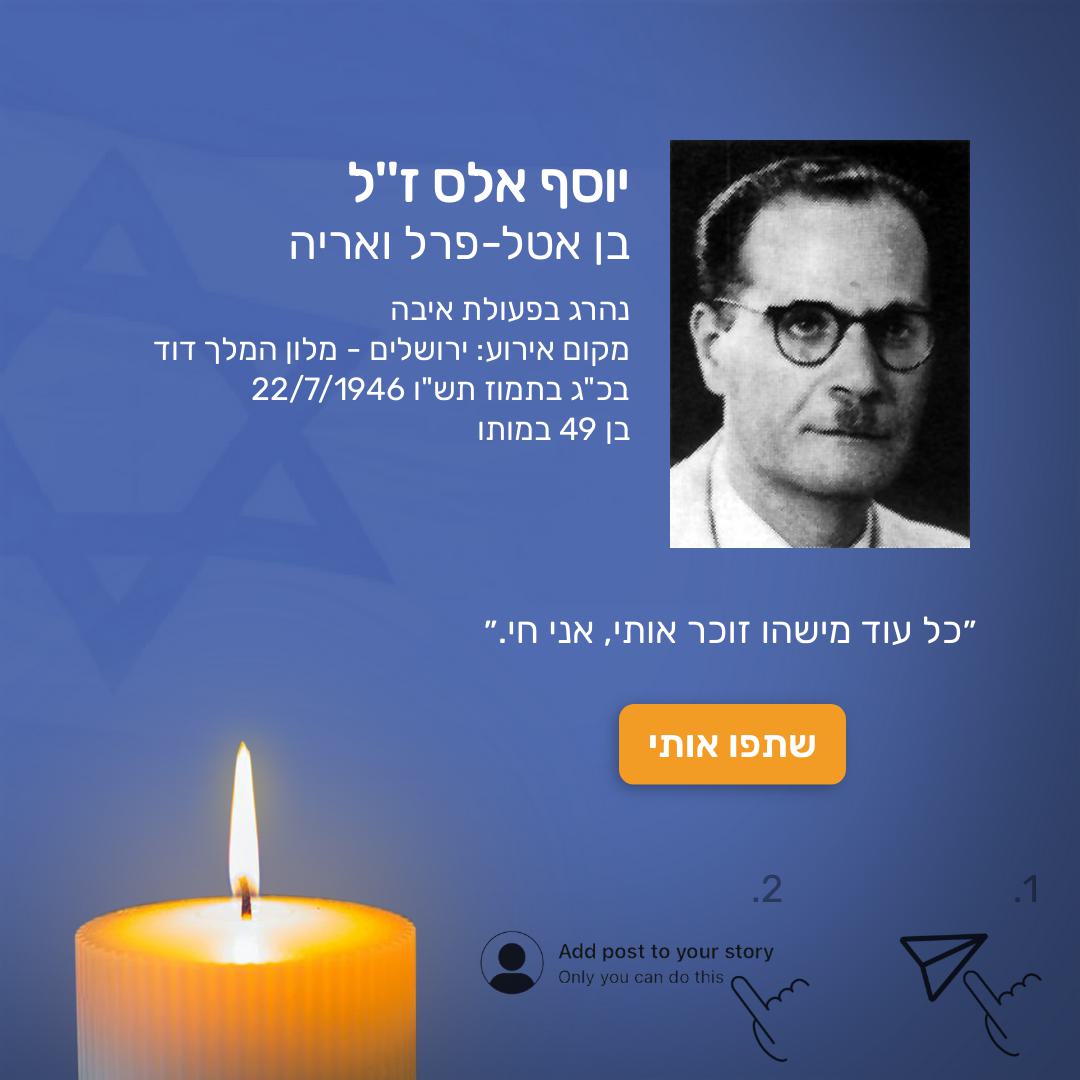 יוסף אלס ז"ל
בן אטל-פרל ואריה
נהרג בפעולת איבה
מקום אירוע: ירושלים - מלון המלך דוד
בכ"ג בתמוז תש"ו 22/7/1946
בן 49 במותו
״כל עוד מישהו זוכר אותי, אני חי.״
שתפו אותי
1.
2.
Add post to your story
Only you can do this